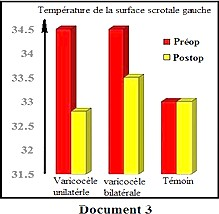 Température de la surface scrotale gauche
34.5
34
33.5
33
32.5
32
31.5
Préop
Postop
Varicocèle
unilatérle
varicocèle
bilatérale
Témoin
Document 3